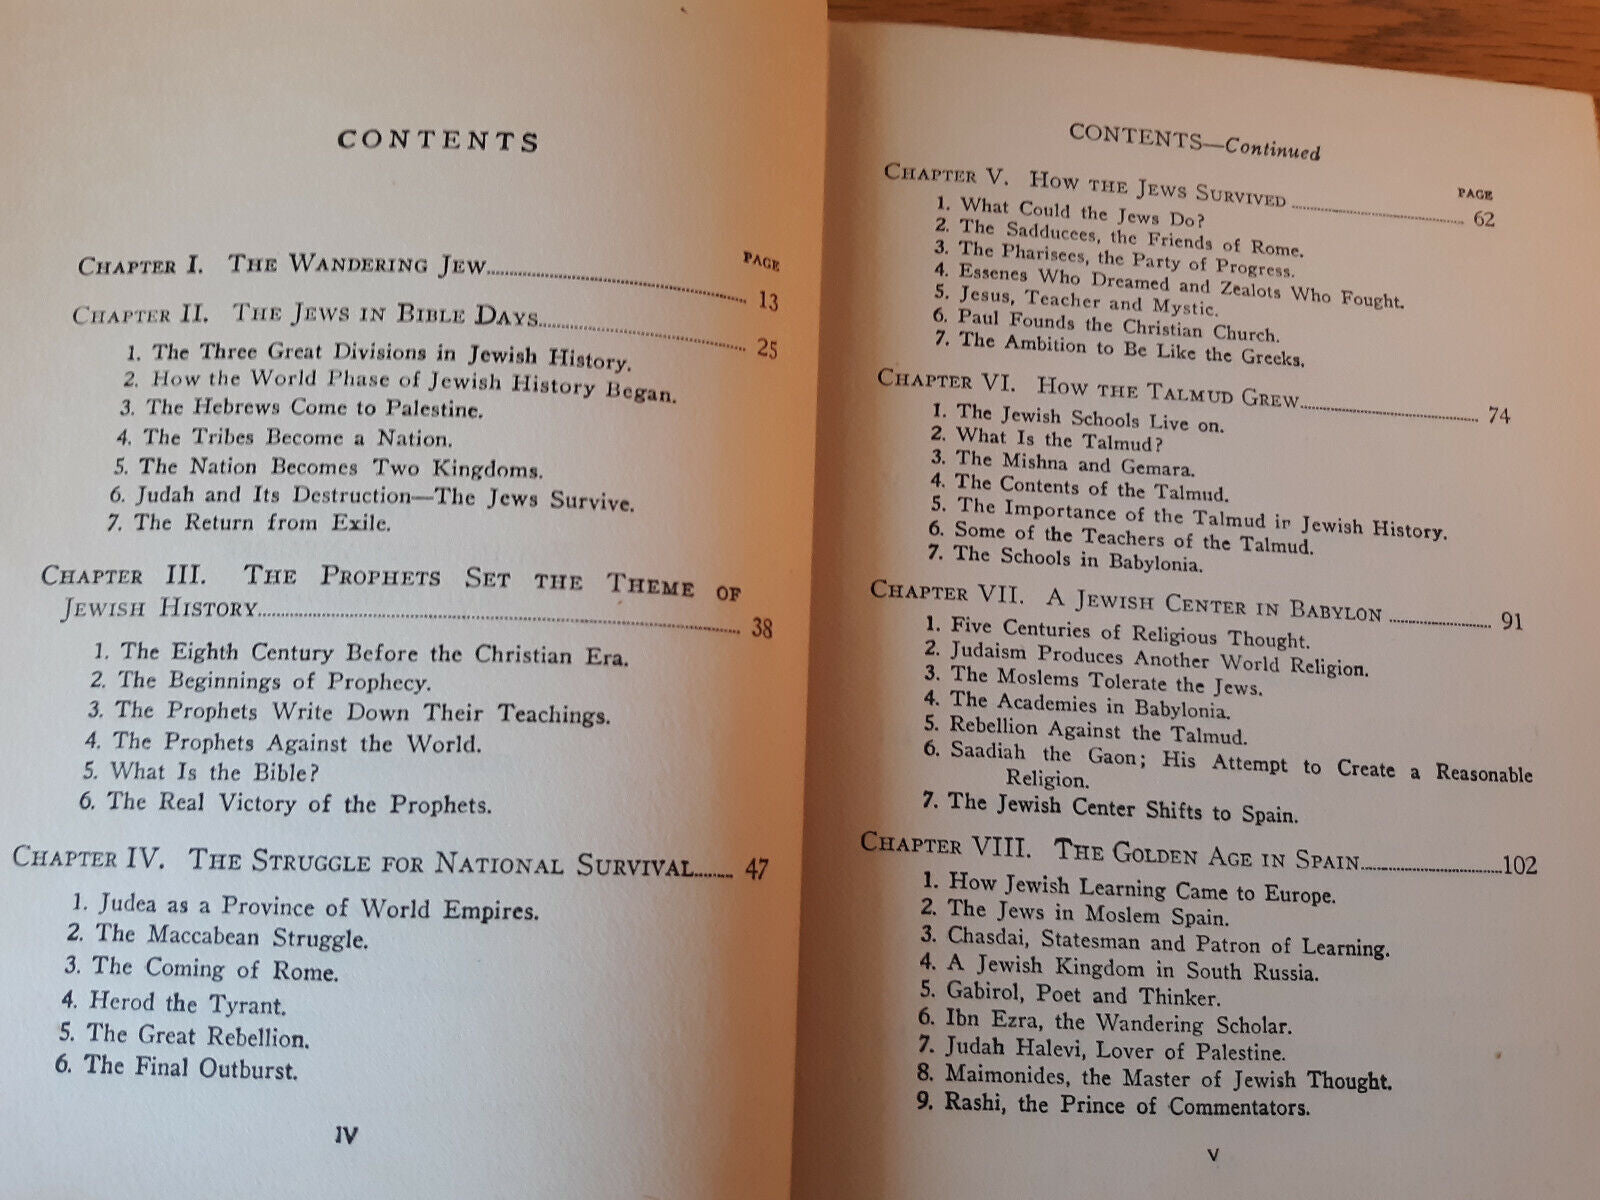 CONTENTS
PAGE
CHAPTER I. THE WANDERING JEW........ 13
CHAPTER II. THE JEWS IN BIBLE DAYS........ 25
1. The Three Great Divisions in Jewish History.
2. How the World Phase of Jewish History Began.
3. The Hebrews Come to Palestine.
4. The Tribes Become a Nation.
5. The Nation Becomes Two Kingdoms.
6. Judah and Its Destruction—The Jews Survive.
7. The Return from Exile.
CHAPTER III. THE PROPHETS SET THE THEME OF
JEWISH HISTORY........ 38
1. The Eighth Century Before the Christian Era.
2. The Beginnings of Prophecy.
3. The Prophets Write Down Their Teachings.
4. The Prophets Against the World.
5. What Is the Bible?
6. The Real Victory of the Prophets.
CHAPTER IV. THE STRUGGLE FOR NATIONAL SURVIVAL........ 47
1. Judea as a Province of World Empires.
2. The Maccabean Struggle.
3. The Coming of Rome.
4. Herod the Tyrant.
5. The Great Rebellion.
6. The Final Outburst.
IV
CONTENTS—Continued
PAGE
CHAPTER V. HOW THE JEWS SURVIVED ........ 62
1. What Could the Jews Do?
2. The Sadducees, the Friends of Rome.
3. The Pharisees, the Party of Progress.
4. Essenes Who Dreamed and Zealots Who Fought.
5. Jesus, Teacher and Mystic.
6. Paul Founds the Christian Church.
7. The Ambition to Be Like the Greeks.
CHAPTER VI. HOW THE TALMUD GREW........ 74
1. The Jewish Schools Live on.
2. What Is the Talmud?
3. The Mishna and Gemara.
4. The Contents of the Talmud.
5. The Importance of the Talmud in Jewish History.
6. Some of the Teachers of the Talmud.
7. The Schools in Babylonia.
CHAPTER VII. A JEWISH CENTER IN BABYLON ........ 91
1. Five Centuries of Religious Thought.
2. Judaism Produces Another World Religion.
3. The Moslems Tolerate the Jews.
4. The Academies in Babylonia.
5. Rebellion Against the Talmud.
6. Saadiah the Gaon; His Attempt to Create a Reasonable
Religion.
7. The Jewish Center Shifts to Spain.
CHAPTER VIII. THE GOLDEN AGE IN SPAIN........102
1. How Jewish Learning Came to Europe.
2. The Jews in Moslem Spain.
3. Chasdai, Statesman and Patron of Learning.
4. A Jewish Kingdom in South Russia.
5. Gabirol, Poet and Thinker.
6. Ibn Ezra, the Wandering Scholar.
7. Judah Halevi, Lover of Palestine.
8. Maimonides, the Master of Jewish Thought.
9. Rashi, the Prince of Commentators.
V